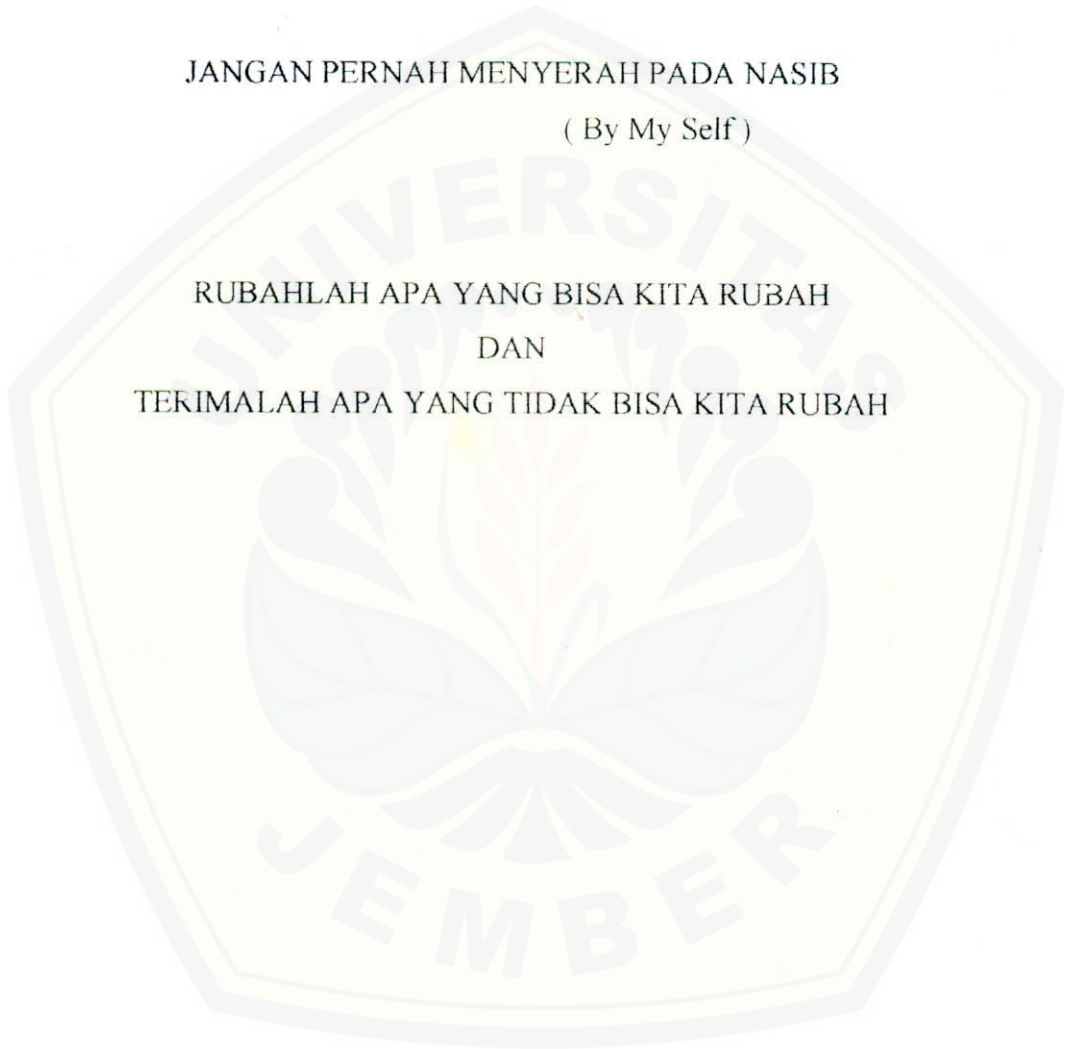 JANGAN PERNAH MENYERAH PADA NASIB
( By My Self )
RUBAHLAH APA YANG BISA KITA RUBAH
DAN
TERIMALAH APA YANG TIDAK BISA KITA RUBAH
UNIVERSITAS
JEMBER